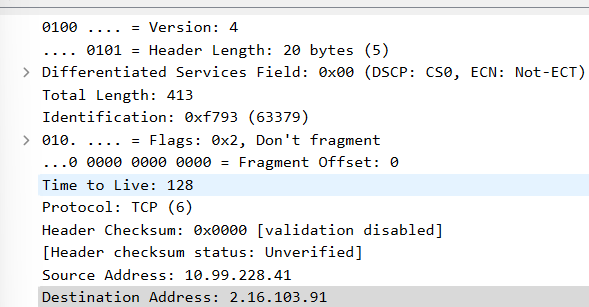 0100 .... = Version: 4
.... 0101 = Header Length: 20 bytes (5)
Differentiated Services Field: 0x00 (DSCP: CS0, ECN: Not-ECT)
Total Length: 413
Identification: 0xf793 (63379)
010. .... = Flags: 0x2, Don't fragment
...0 0000 0000 0000 = Fragment Offset: 0
Time to Live: 128
Protocol: TCP (6)
Header Checksum: 0x0000 [validation disabled]
[Header checksum status: Unverified]
Source Address: 10.99.228.41
Destination Address: 2.16.103.91